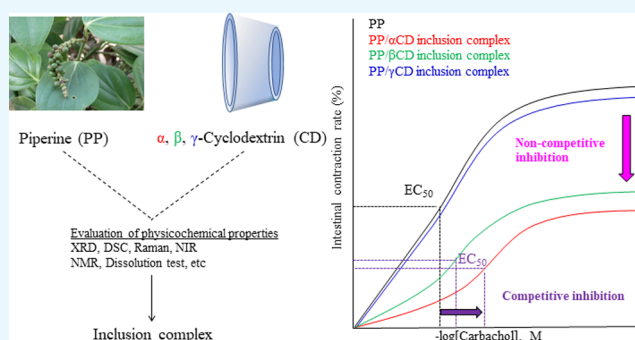 Piperine (PP)
α, β, γ-Cyclodextrin (CD)
Evaluation of physicochemical properties
XRD, DSC, Raman, NIR
NMR, Dissolution test, etc
Inclusion complex
PP
PP/αCD inclusion complex
PP/βCD inclusion complex
PP/γCD inclusion complex
Intestinal contraction rate (%)
Non-competitive
inhibition
EC50
EC50
Competitive inhibition
-log[Carbachol], M